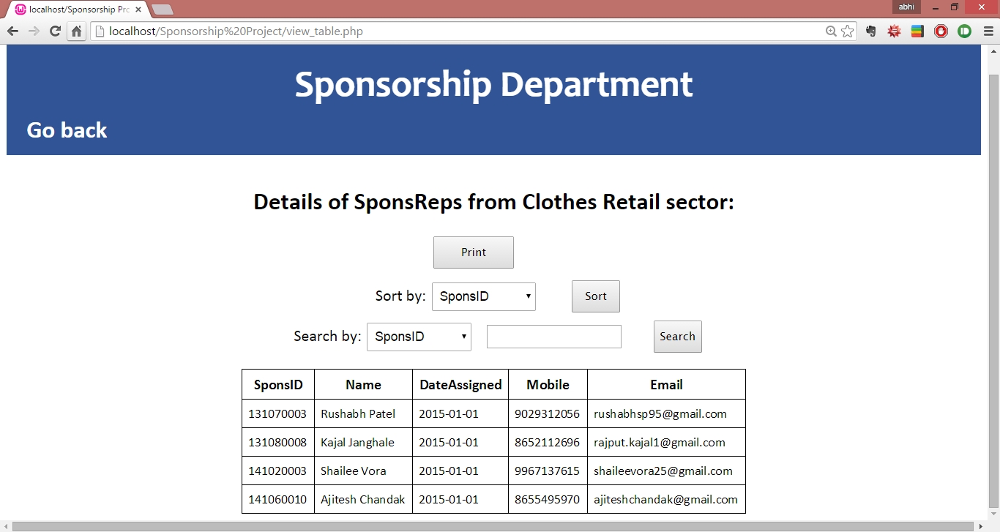 localhost/Sponsorship Pro
abhi
localhost/Sponsorship%20Project/view_table.php
Sponsorship Department
Go back
Details of SponsReps from Clothes Retail sector:
Print
Sort by: SponsID Sort
Search by: SponsID Search
SponsID Name DateAssigned Mobile Email
131070003 Rushabh Patel 2015-01-01 9029312056 rushabhsp95@gmail.com
131080008 Kajal Janghale 2015-01-01 8652112696 rajput.kajal1@gmail.com
141020003 Shailee Vora 2015-01-01 9967137615 shaileevora25@gmail.com
141060010 Ajitesh Chandak 2015-01-01 8655495970 ajiteshchandak@gmail.com